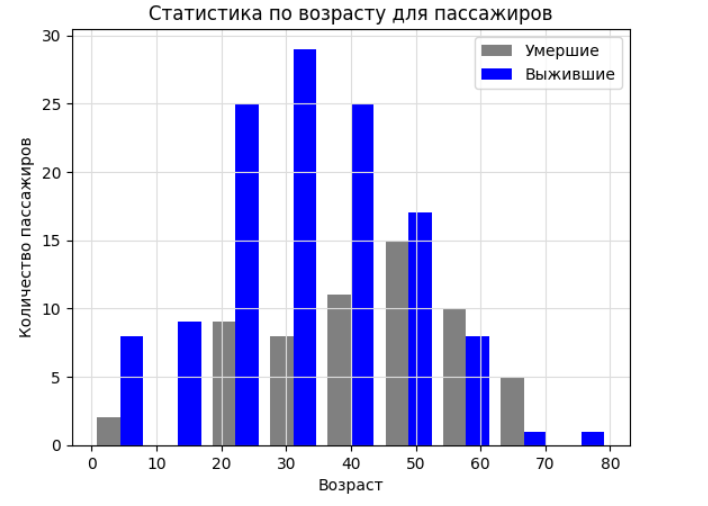 Статистика по возрасту для пассажиров
Умершие
Выжившие
Количество пассажиров
30
25
20
15
10
5
0
0 10 20 30 40 50 60 70 80
Возраст